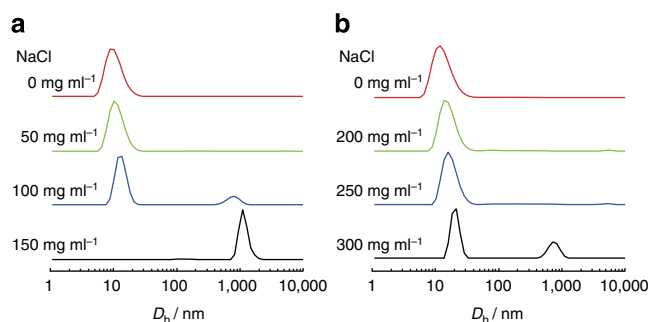 a
NaCl
0 mg ml⁻¹
50 mg ml⁻¹
100 mg ml⁻¹
150 mg ml⁻¹
1 10 100 1,000 10,000
Dh / nm
b
NaCl
0 mg ml⁻¹
200 mg ml⁻¹
250 mg ml⁻¹
300 mg ml⁻¹
1 10 100 1,000 10,000
Dh / nm